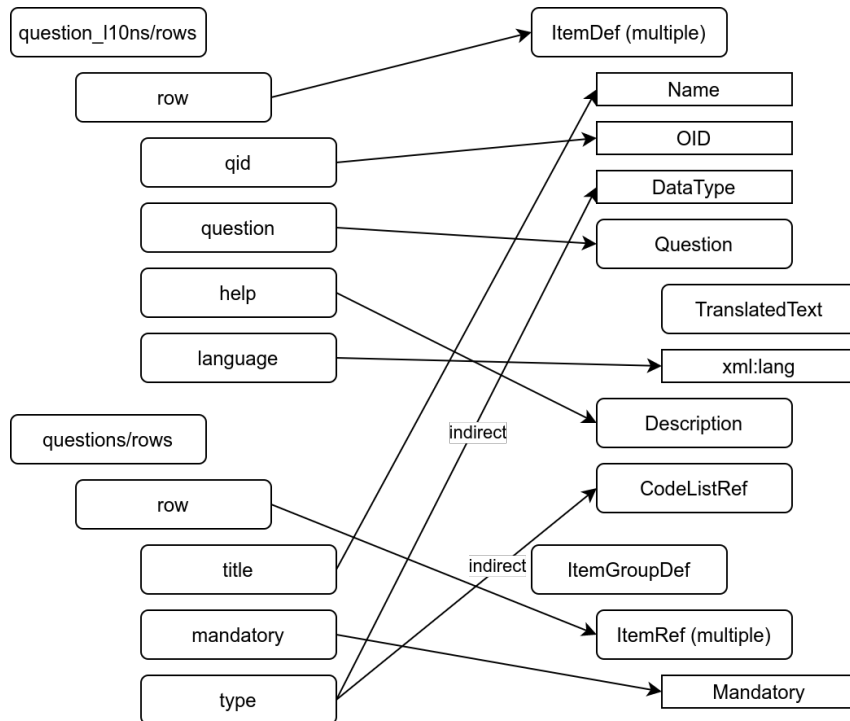 question_l10ns/rows
ItemDef (multiple)
row
Name
qid
OID
DataType
question
Question
help
TranslatedText
language
xml:lang
questions/rows
Description
indirect
row
CodeListRef
title
indirect
ItemGroupDef
mandatory
ItemRef (multiple)
type
Mandatory